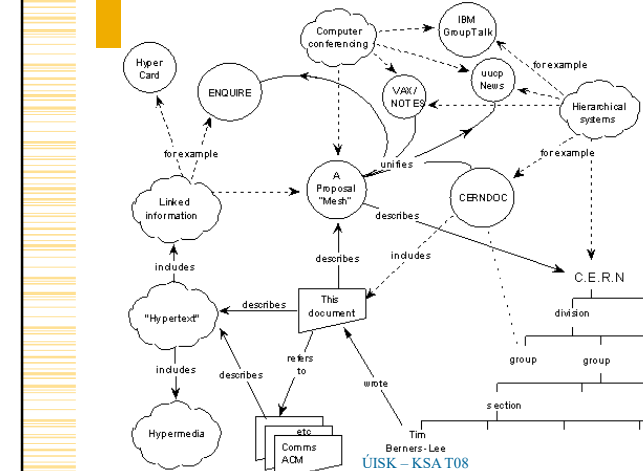 Computer
conferencing
IBM
GroupTalk
Hyper
Card
ENQUIRE
VAX/
NOTES
uucp
News
for example
Hierarchical
systems
for example
for example
unifies
A
Proposal
"Mesh"
CERNDOC
Linked
information
describes
includes
describes
includes
C.E.R.N
This
document
describes
division
"Hypertext"
refers
to
group
group
includes
describes
wrote
section
etc
Tim
Berners-Lee
Hypermedia
Comms
ACM
ÚISK – KSA T08